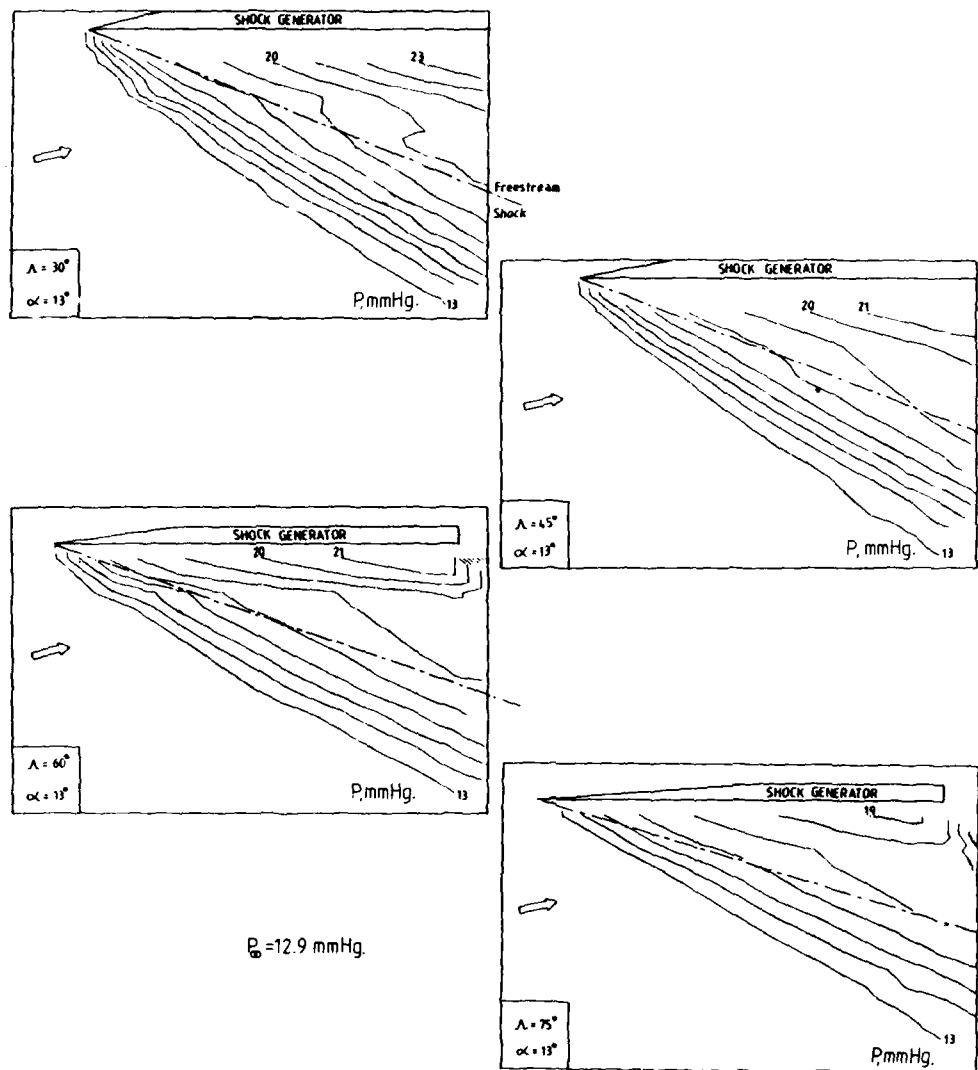 SHOCK GENERATOR
20
23
Freestream
Shock
Λ = 30°
α = 13°
P, mmHg.
13
SHOCK GENERATOR
20
21
Λ = 45°
α = 13°
P, mmHg.
13
SHOCK GENERATOR
20
21
Λ = 60°
α = 13°
P, mmHg.
13
SHOCK GENERATOR
19
Λ = 75°
α = 13°
P, mmHg.
13
P∞ = 12.9 mmHg.